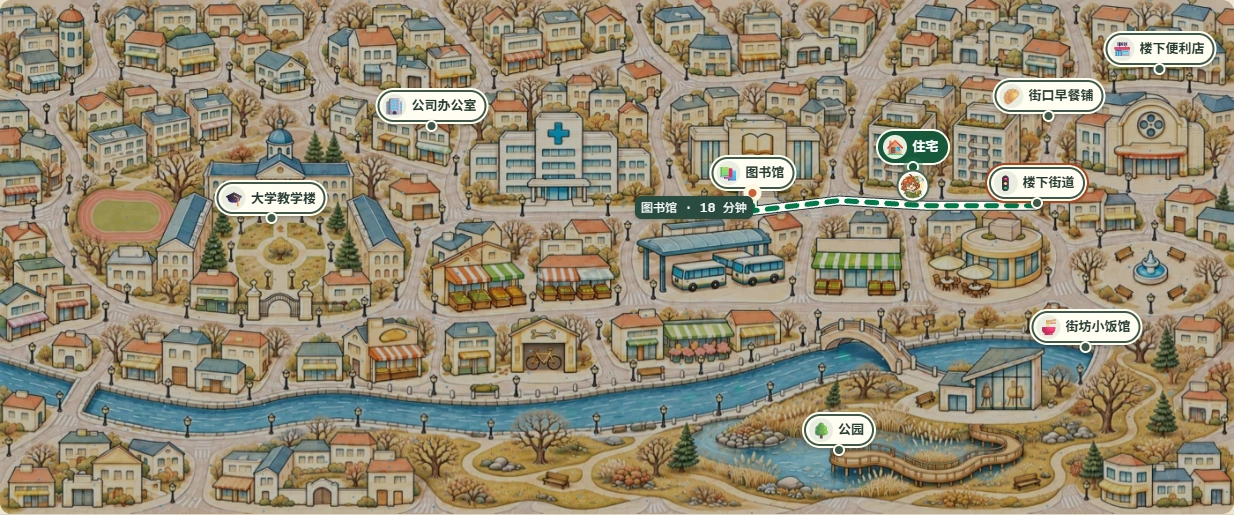 楼下便利店
街口早餐铺
公司办公室
住宅
图书馆
楼下街道
大学教学楼
图书馆 · 18 分钟
街坊小饭馆
公园